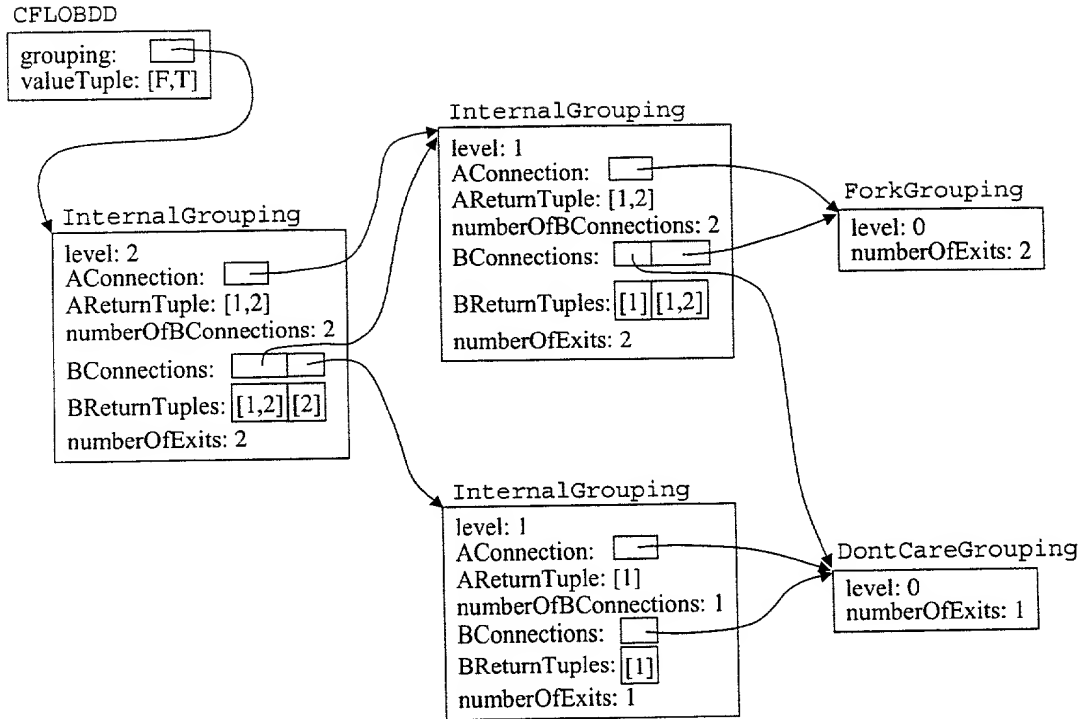 CFLOBDD
grouping:
valueTuple: [F,T]
InternalGrouping
level: 2
AConnection:
AReturnTuple: [1,2]
numberOfBConnections: 2
BConnections:
BReturnTuples: [1,2] [2]
numberOfExits: 2
InternalGrouping
level: 1
AConnection:
AReturnTuple: [1,2]
numberOfBConnections: 2
BConnections:
BReturnTuples: [1] [1,2]
numberOfExits: 2
ForkGrouping
level: 0
numberOfExits: 2
InternalGrouping
level: 1
AConnection:
AReturnTuple: [1]
numberOfBConnections: 1
BConnections:
BReturnTuples: [1]
numberOfExits: 1
DontCareGrouping
level: 0
numberOfExits: 1